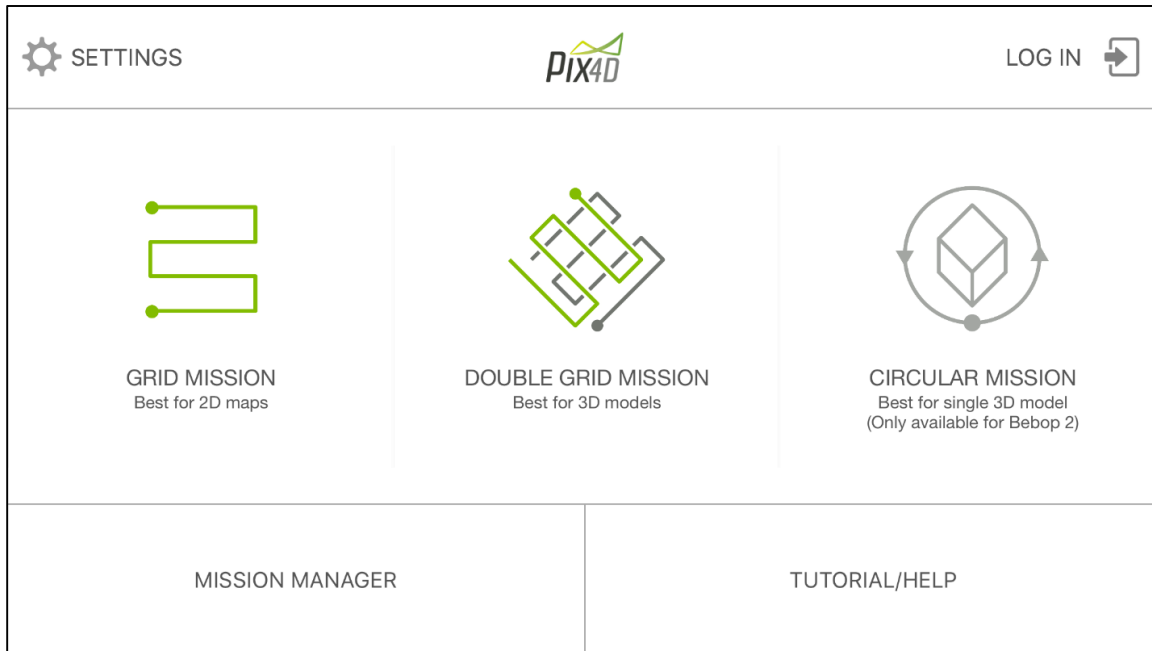 SETTINGS
PIX4D
LOG IN
GRID MISSION
Best for 2D maps
DOUBLE GRID MISSION
Best for 3D models
CIRCULAR MISSION
Best for single 3D model
(Only available for Bebop 2)
MISSION MANAGER
TUTORIAL/HELP